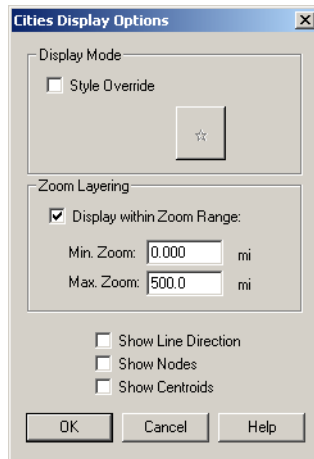 Cities Display Options
Display Mode
Style Override
Zoom Layering
Display within Zoom Range:
Min. Zoom: 0.000 mi
Max. Zoom: 500.0 mi
Show Line Direction
Show Nodes
Show Centroids
OK Cancel Help